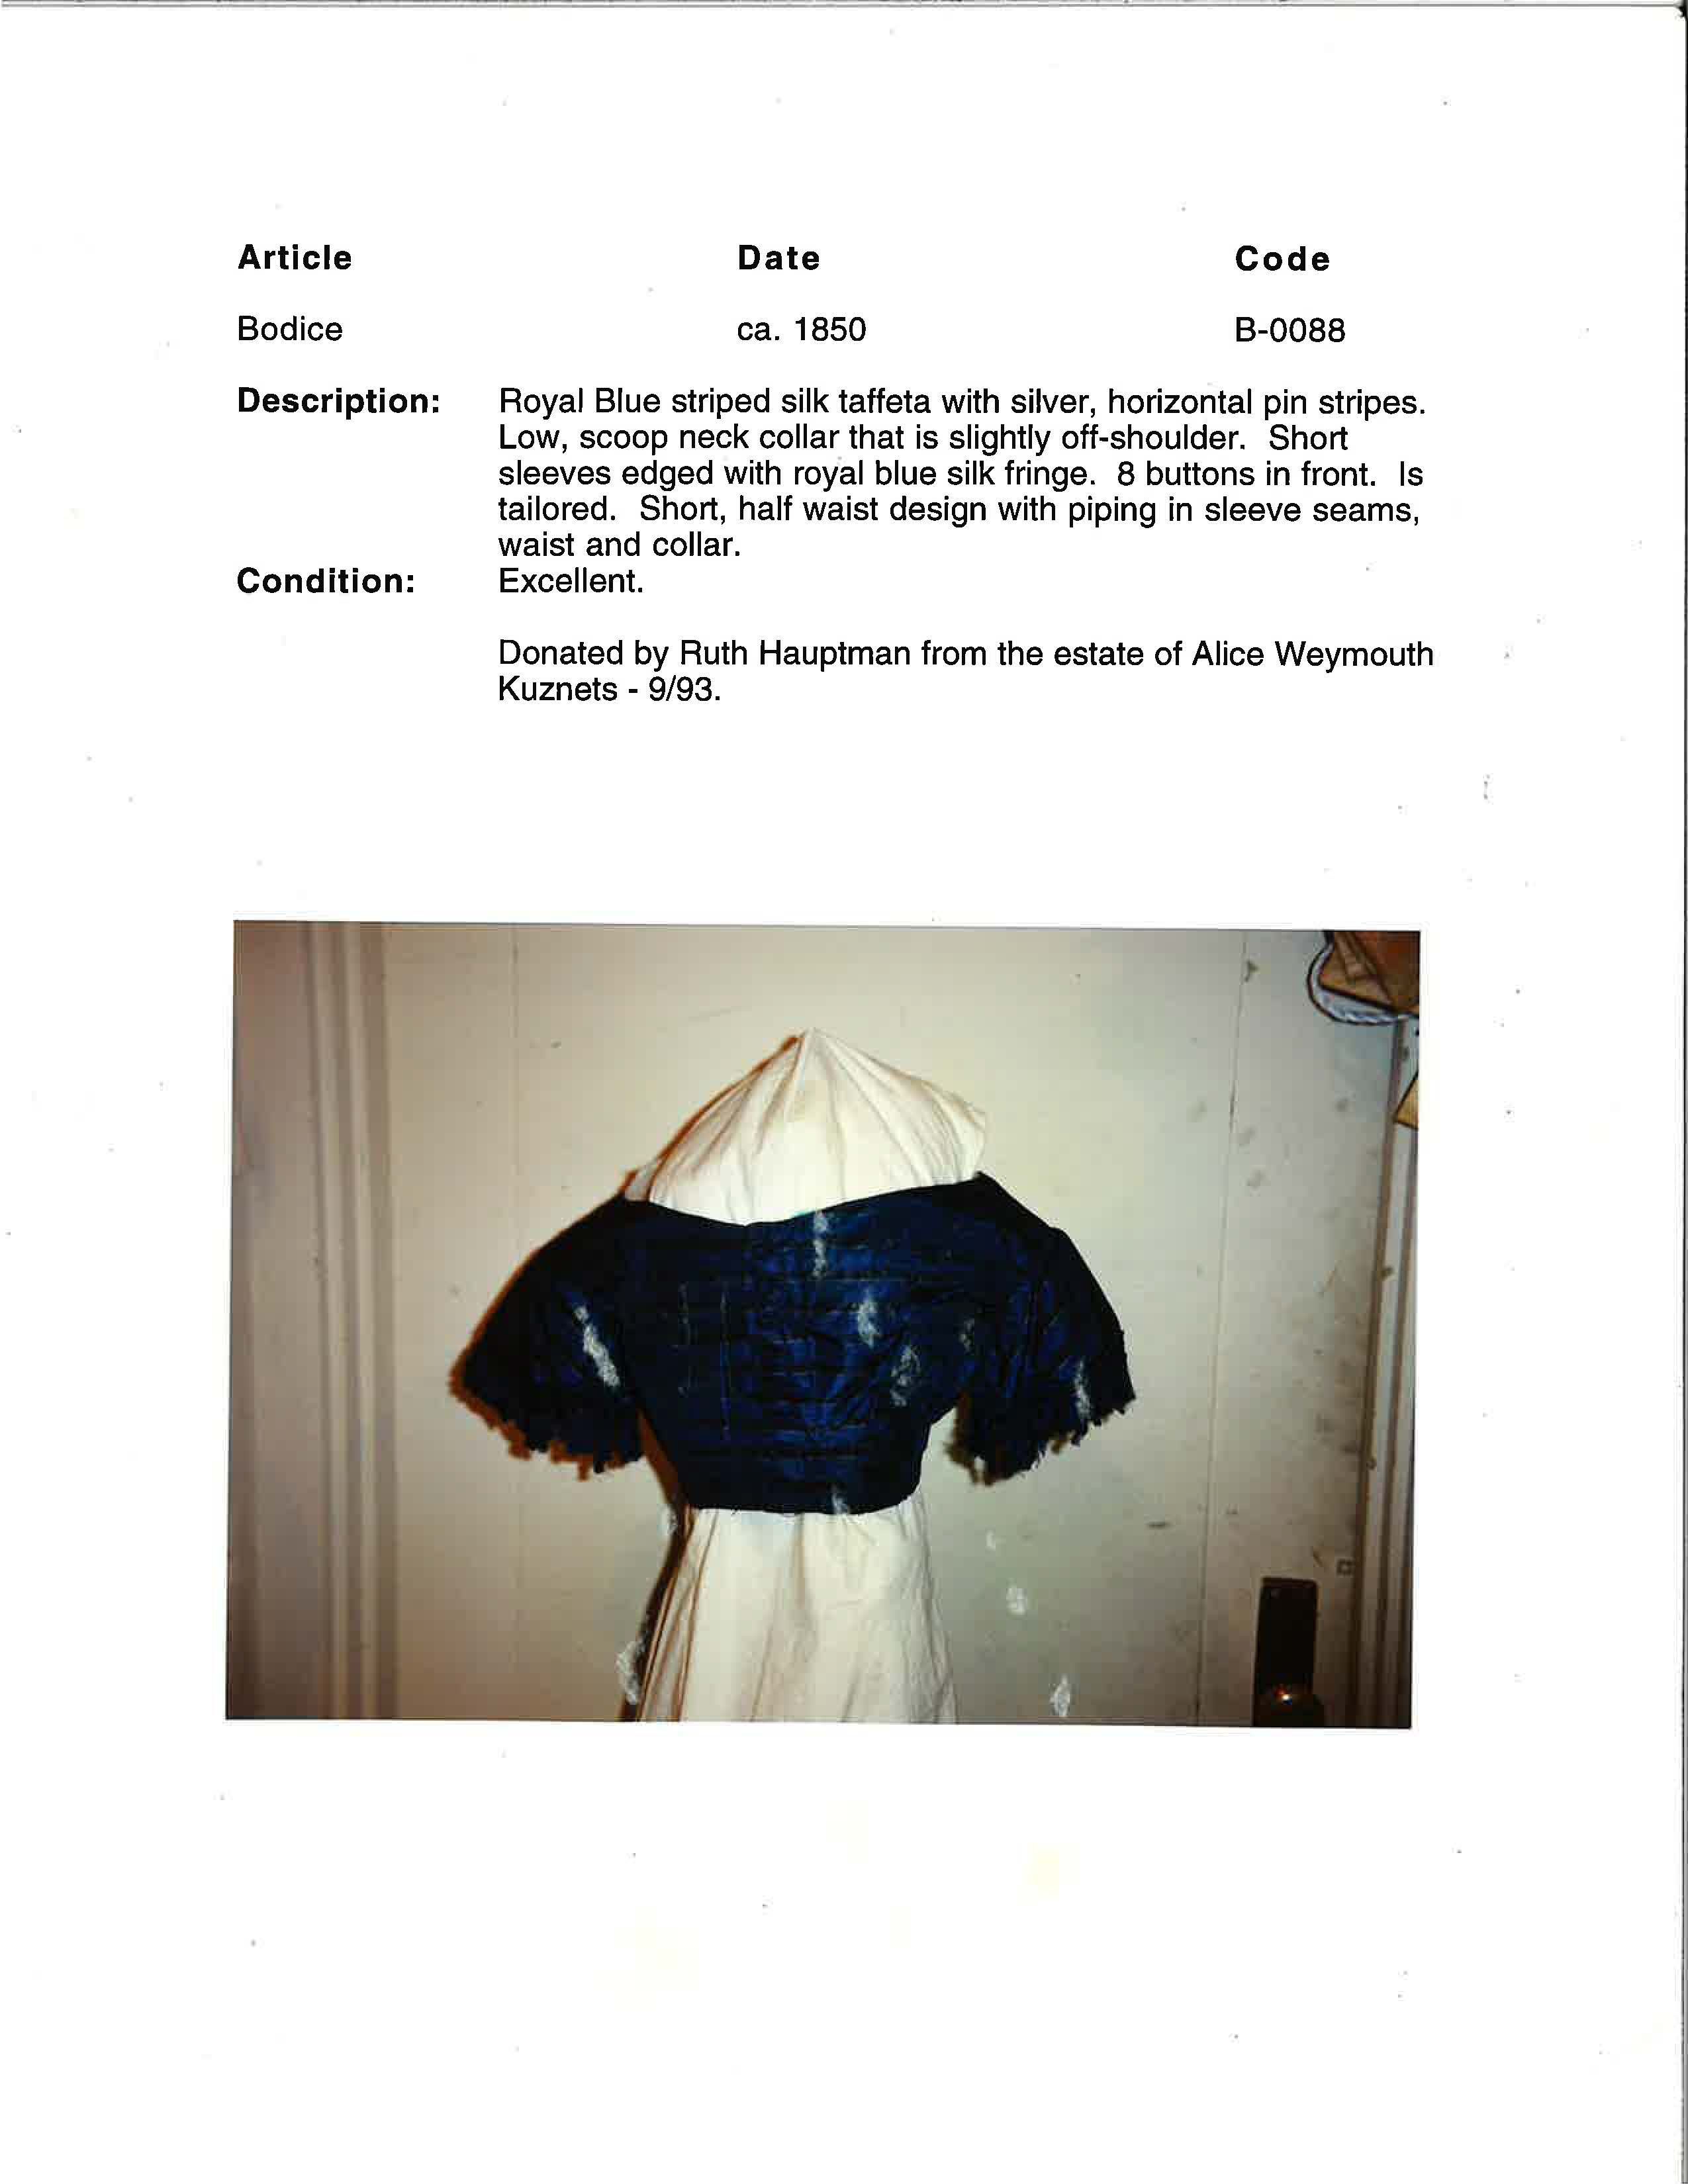 Article Date Code
Bodice ca. 1850 B-0088
Description: Royal Blue striped silk taffeta with silver, horizontal pin stripes.
Low, scoop neck collar that is slightly off-shoulder. Short
sleeves edged with royal blue silk fringe. 8 buttons in front. Is
tailored. Short, half waist design with piping in sleeve seams,
waist and collar.
Condition: Excellent.
Donated by Ruth Hauptman from the estate of Alice Weymouth
Kuznets - 9/93.